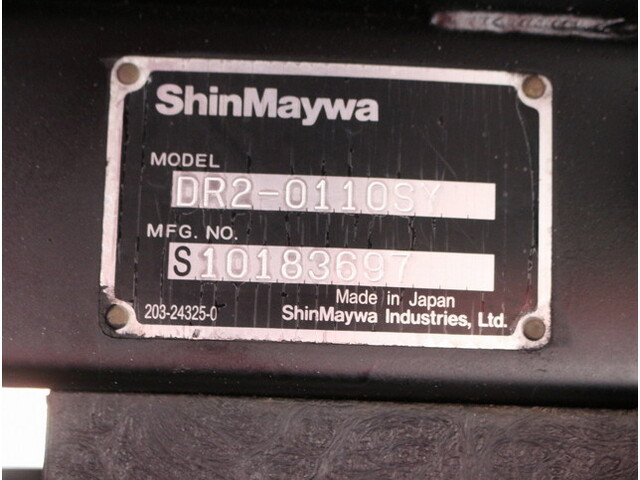 ShinMaywa
MODEL
DR2-0110SY
MFG. NO.
S10183697
Made in Japan
203-24325-0 ShinMaywa Industries, Ltd.